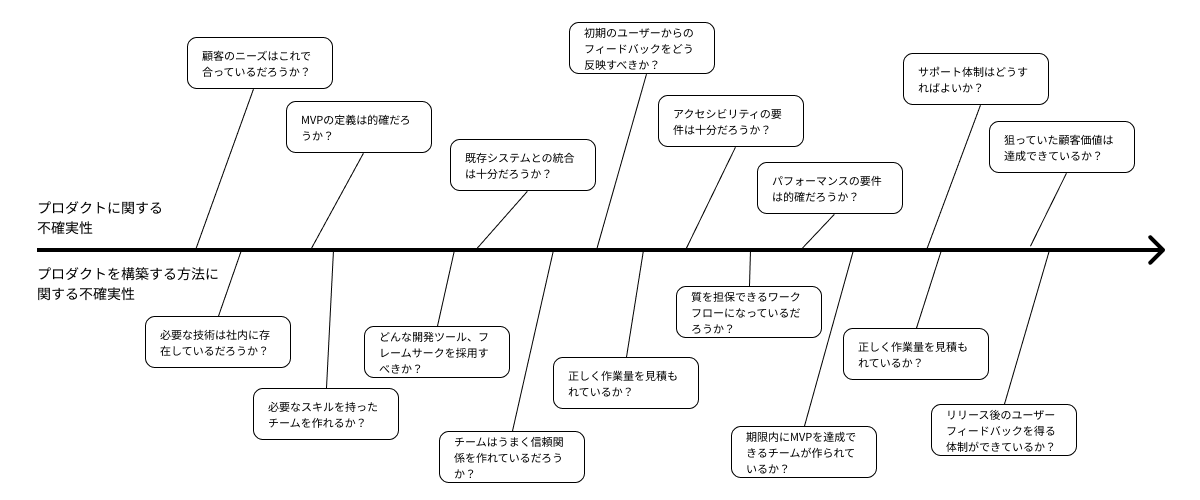 初期のユーザーからの
フィードバックをどう
反映すべきか？
顧客のニーズはこれで
合っているだろうか？
サポート体制はどうす
ればよいか？
MVPの定義は的確だろ
うか？
アクセシビリティの要
件は十分だろうか？
狙っていた顧客価値は
達成できているか？
既存システムとの統合
は十分だろうか？
パフォーマンスの要件
は的確だろうか？
プロダクトに関する
不確実性
プロダクトを構築する方法に
関する不確実性
質を担保できるワーク
フローになっているだ
ろうか？
必要な技術は社内に存
在しているだろうか？
どんな開発ツール、フ
レームサークを採用す
べきか？
正しく作業量を見積も
れているか？
正しく作業量を見積も
れているか？
必要なスキルを持った
チームを作れるか？
リリース後のユーザー
フィードバックを得る
体制ができているか？
チームはうまく信頼関
係を作れているだろう
か？
期限内にMVPを達成で
きるチームが作られて
いるか？